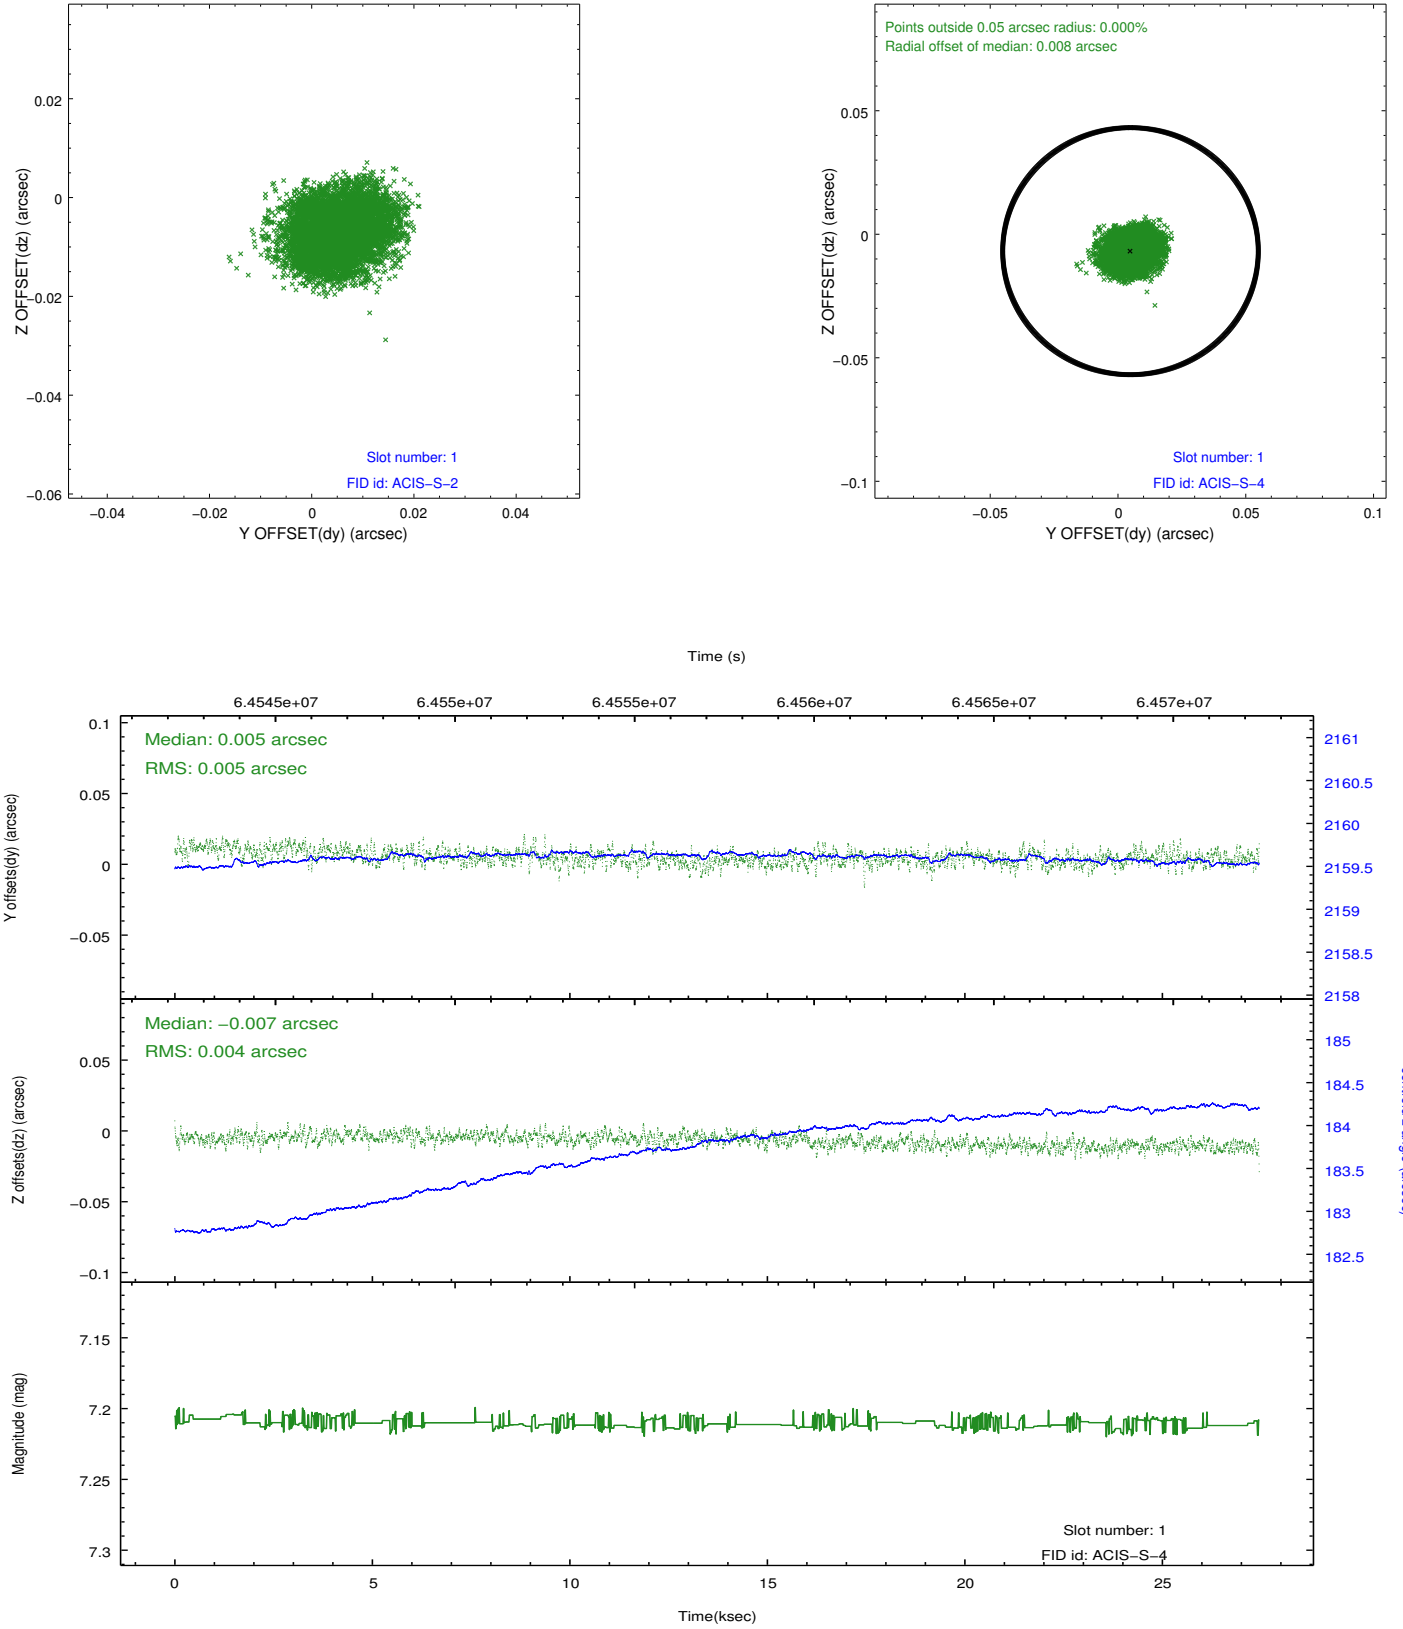 0.02
0
−0.02
−0.04
−0.06
Z OFFSET(dz) (arcsec)
Slot number: 1
FID id: ACIS−S−2
−0.04
−0.02
0
0.02
0.04
Y OFFSET(dy) (arcsec)
Points outside 0.05 arcsec radius: 0.000%
Radial offset of median: 0.008 arcsec
0.05
0
−0.05
−0.1
Z OFFSET(dz) (arcsec)
Slot number: 1
FID id: ACIS−S−4
−0.05
0
0.05
0.1
Y OFFSET(dy) (arcsec)
Time (s)
6.4545e+07
6.455e+07
6.4555e+07
6.456e+07
6.4565e+07
6.457e+07
Median: 0.005 arcsec
RMS: 0.005 arcsec
0.1
0.05
0
−0.05
Y offsets(dy) (arcsec)
2161
2160.5
2160
2159.5
2159
2158.5
2158
Median: −0.007 arcsec
RMS: 0.004 arcsec
0.05
0
−0.05
−0.1
Z offsets(dz) (arcsec)
185
184.5
184
183.5
183
182.5
7.15
7.2
7.25
7.3
Magnitude (mag)
Slot number: 1
FID id: ACIS−S−4
0
5
10
15
20
25
Time(ksec)